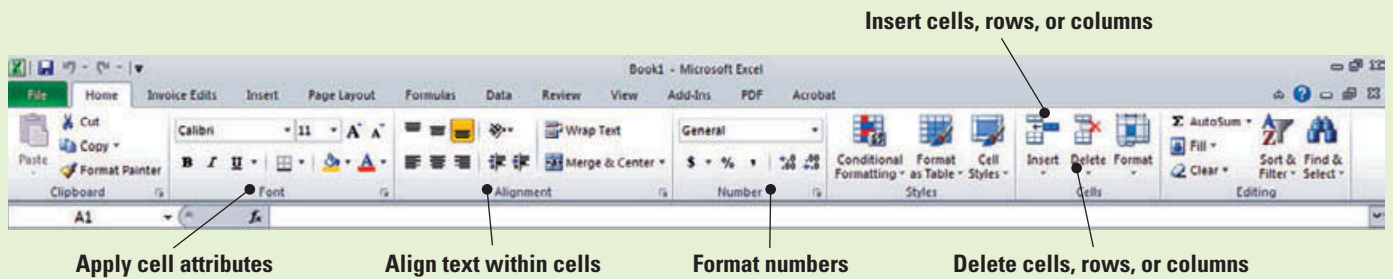 Insert cells, rows, or columns
Book1 - Microsoft Excel
File Home Invoice Edits Insert Page Layout Formulas Data Review View Add-Ins PDF Acrobat
Cut Calibri 11 A A Wrap Text General Σ AutoSum
Copy Fill
Paste Format Painter B I U A Merge & Center $ % , Conditional Formatting Format as Table Cell Styles Insert Delete Format Clear Sort & Filter Find & Select
Clipboard Font Alignment Number Styles Cells Editing
A1 fx
Apply cell attributes Align text within cells Format numbers Delete cells, rows, or columns